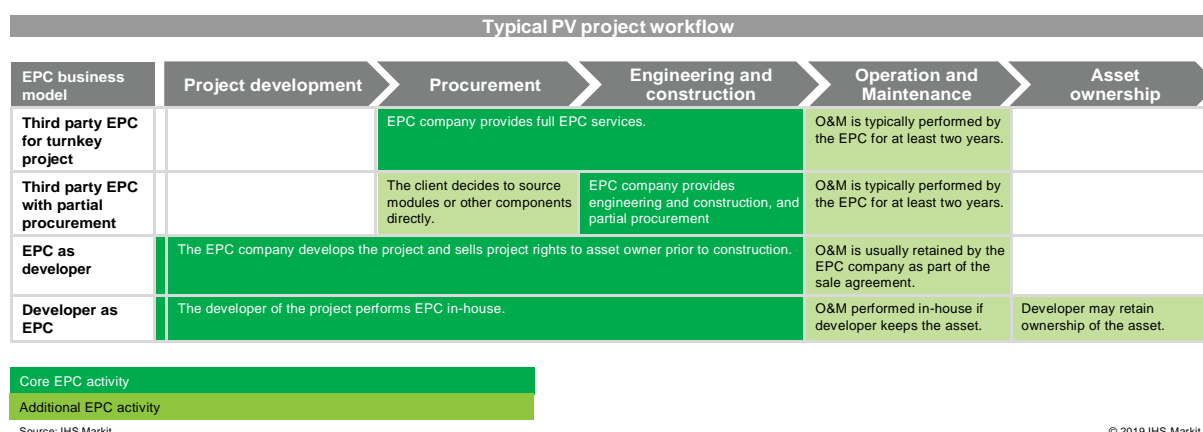 Typical PV project workflow
EPC business
model
Project development
Procurement
Engineering and
construction
Operation and
Maintenance
Asset
ownership
Third party EPC
for turnkey
project
EPC company provides full EPC services.
O&M is typically performed by
the EPC for at least two years.
Third party EPC
with partial
procurement
The client decides to source
modules or other components
directly.
EPC company provides
engineering and construction, and
partial procurement
O&M is typically performed by
the EPC for at least two years.
EPC as
developer
The EPC company develops the project and sells project rights to asset owner prior to construction.
O&M is usually retained by the
EPC company as part of the
sale agreement.
Developer as
EPC
The developer of the project performs EPC in-house.
O&M performed in-house if
developer keeps the asset.
Developer may retain
ownership of the asset.
Core EPC activity
Additional EPC activity
Source: IHS Markit
© 2019 IHS Markit